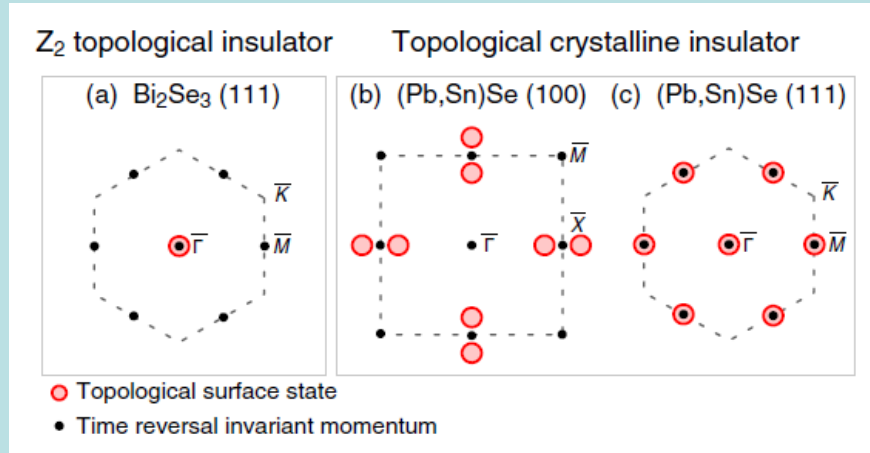 Z₂ topological insulator
Topological crystalline insulator
(a) Bi₂Se₃ (111)
(b) (Pb,Sn)Se (100)
(c) (Pb,Sn)Se (111)
K̅
Γ̅
M̅
M̅
X̅
Γ̅
K̅
Γ̅
M̅
Topological surface state
Time reversal invariant momentum